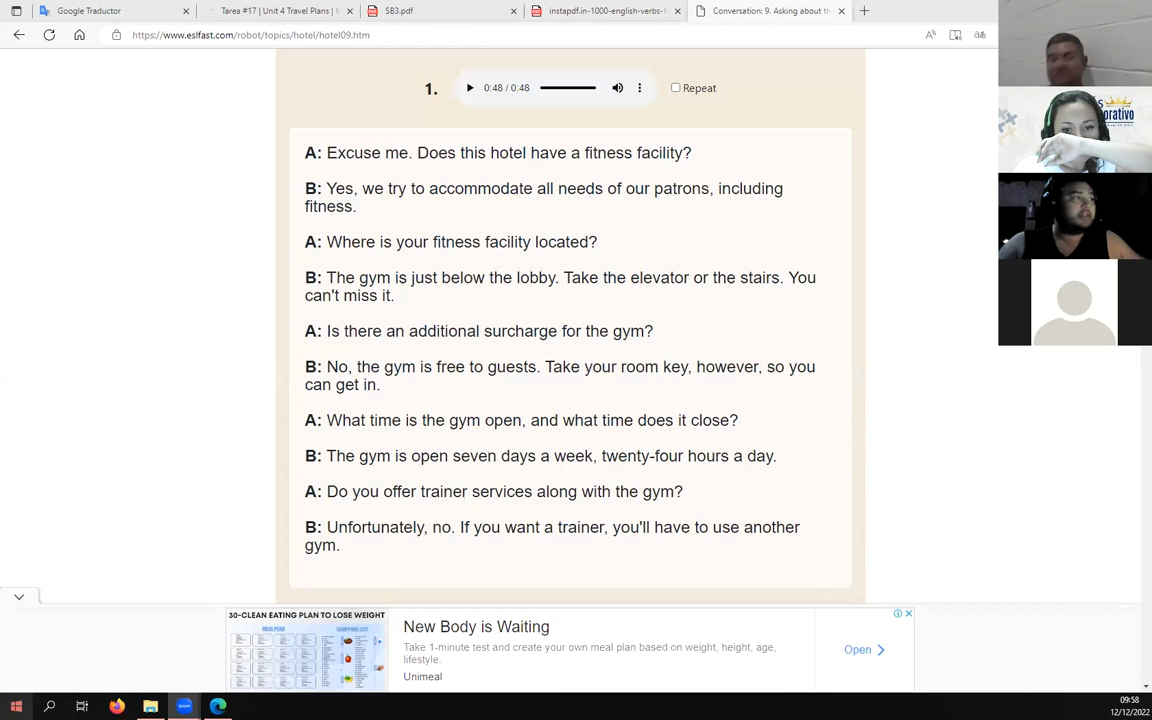 Google Traductor
Tarea #17 | Unit 4 Travel Plans |
SB3.pdf
instapdf.in-1000-english-verbs-
Conversation: 9. Asking about th
https://www.eslfast.com/robot/topics/hotel/hotel09.htm
1.
0:48 / 0:48
Repeat
A: Excuse me. Does this hotel have a fitness facility?
B: Yes, we try to accommodate all needs of our patrons, including
fitness.
A: Where is your fitness facility located?
B: The gym is just below the lobby. Take the elevator or the stairs. You
can't miss it.
A: Is there an additional surcharge for the gym?
B: No, the gym is free to guests. Take your room key, however, so you
can get in.
A: What time is the gym open, and what time does it close?
B: The gym is open seven days a week, twenty-four hours a day.
A: Do you offer trainer services along with the gym?
B: Unfortunately, no. If you want a trainer, you'll have to use another
gym.
30-CLEAN EATING PLAN TO LOSE WEIGHT
MEAL PLAN
SHOPPING LIST
New Body is Waiting
Take 1-minute test and create your own meal plan based on weight, height, age,
lifestyle.
Unimeal
Open
orativo
zoom
09:58
12/12/2022